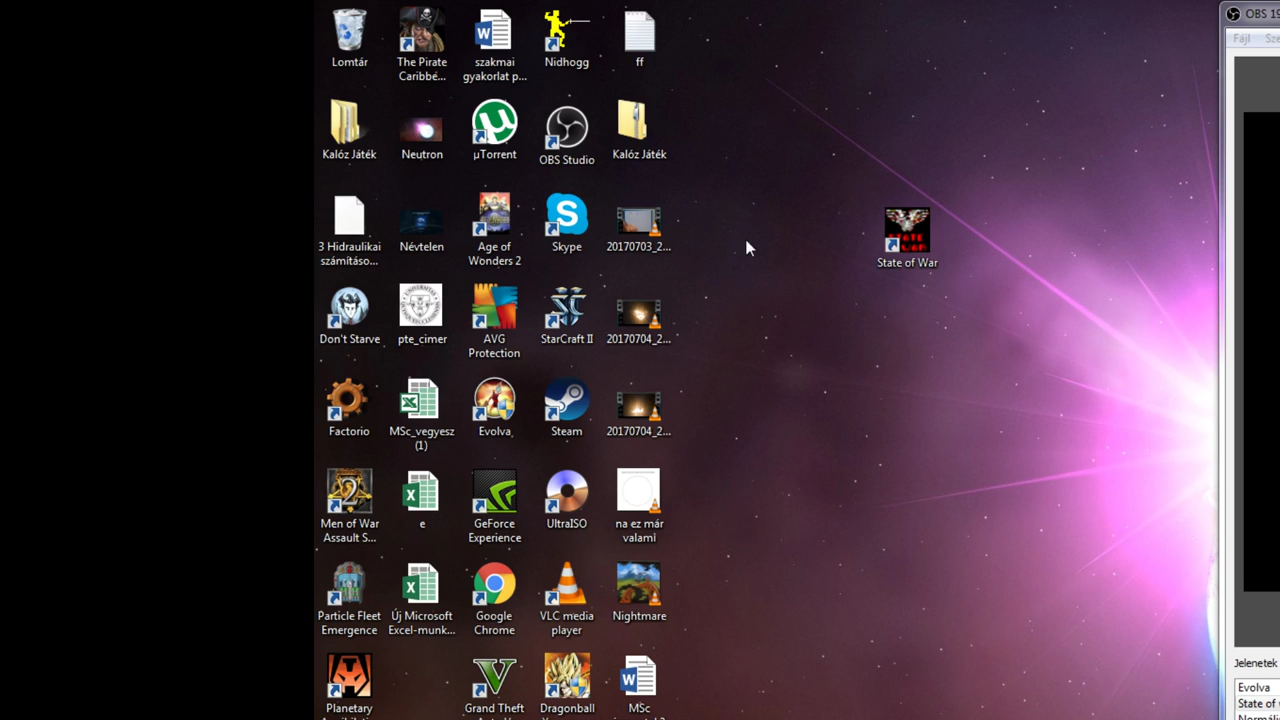 Lomtár
The Pirate
Caribbé...
szakmai
gyakorlat p...
Nidhogg
ff
Kalóz Játék
Neutron
µTorrent
OBS Studio
Kalóz Játék
3 Hidraulikai
számításo...
Névtelen
Age of
Wonders 2
Skype
20170703_2...
State of War
Don't Starve
pte_cimer
AVG
Protection
StarCraft II
20170704_2...
Factorio
MSc_vegyesz
(1)
Evolva
Steam
20170704_2...
Men of War
Assault S...
e
GeForce
Experience
UltraISO
na ez már
valami
Particle Fleet
Emergence
Új Microsoft
Excel-munk...
Google
Chrome
VLC media
player
Nightmare
Planetary
Grand Theft
Dragonball
MSc
OBS 1
Fájl
Jelenetek
Evolva
State of
STATE
WAR